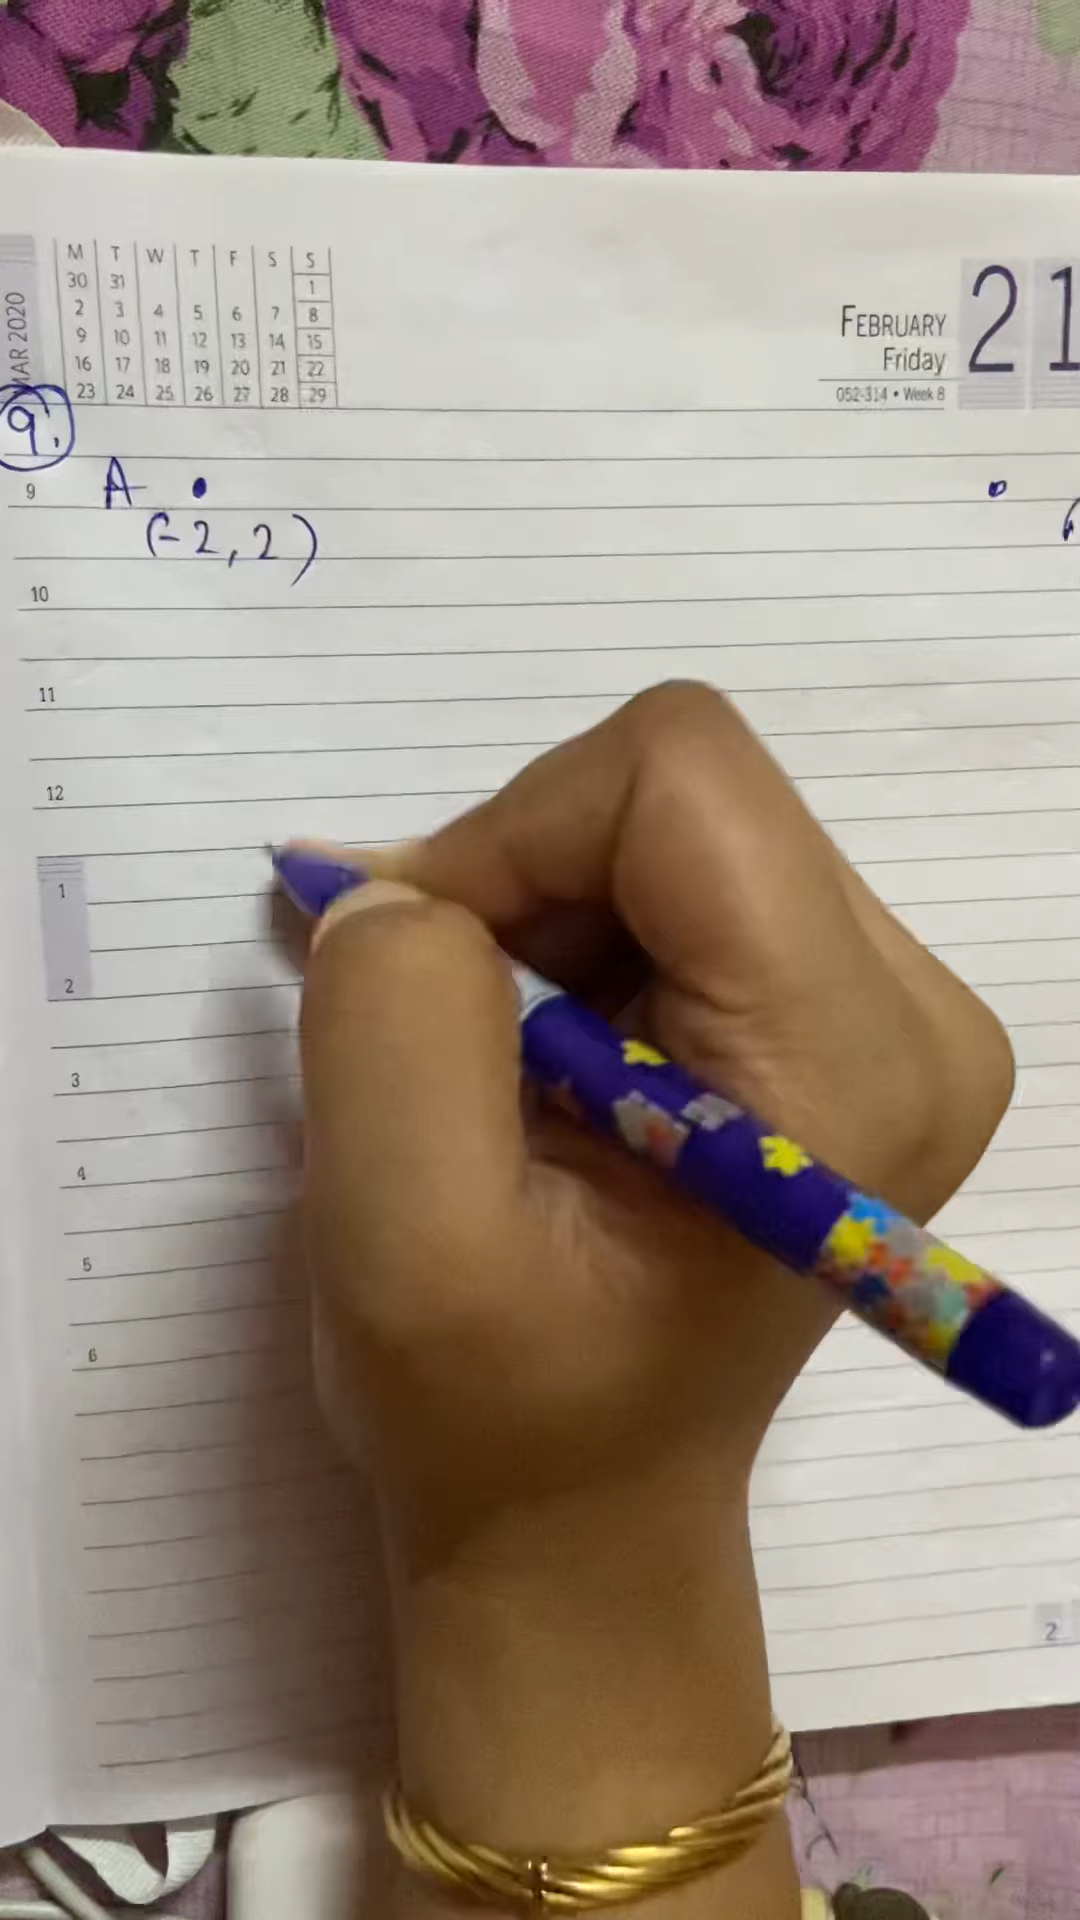 M T W T F S S
30 31 1
2 3 4 5 6 7 8
9 10 11 12 13 14 15
16 17 18 19 20 21 22
23 24 25 26 27 28 29
MAR 2020
FEBRUARY
Friday
21
052-314 • Week 8
9.
9
A
(-2, 2)
10
11
12
1
2
3
4
5
6
2